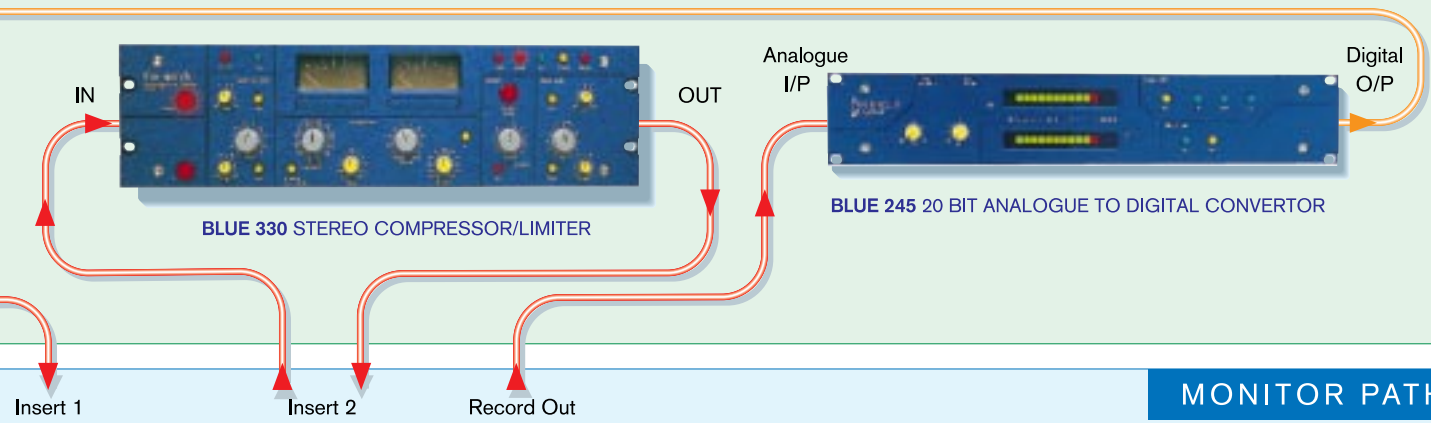 Analogue
I/P
Digital
O/P
IN
OUT
BLUE 330 STEREO COMPRESSOR/LIMITER
BLUE 245 20 BIT ANALOGUE TO DIGITAL CONVERTOR
Insert 1
Insert 2
Record Out
MONITOR PATH